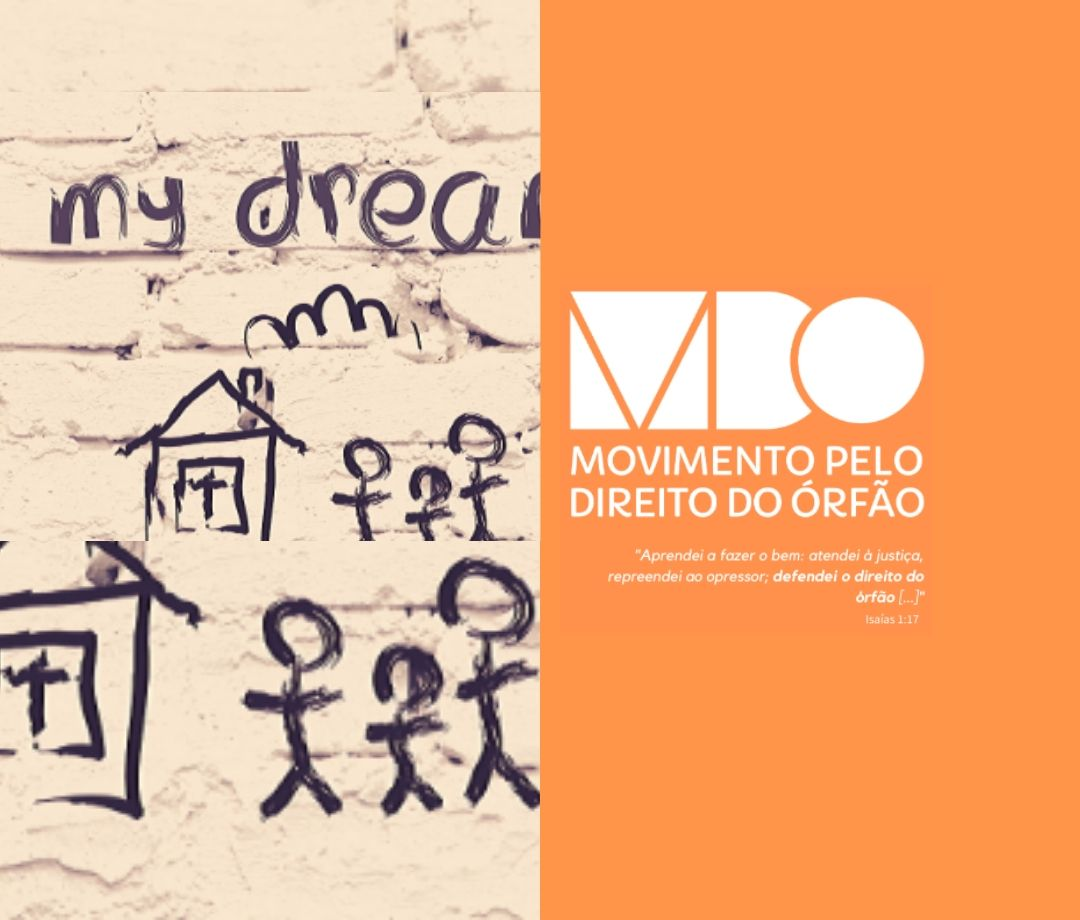 my drea
MDO
MOVIMENTO PELO
DIREITO DO ÓRFÃO
"Aprendei a fazer o bem: atendei à justiça,
repreendei ao opressor; defendei o direito do
órfão [...]"
Isaías 1:17